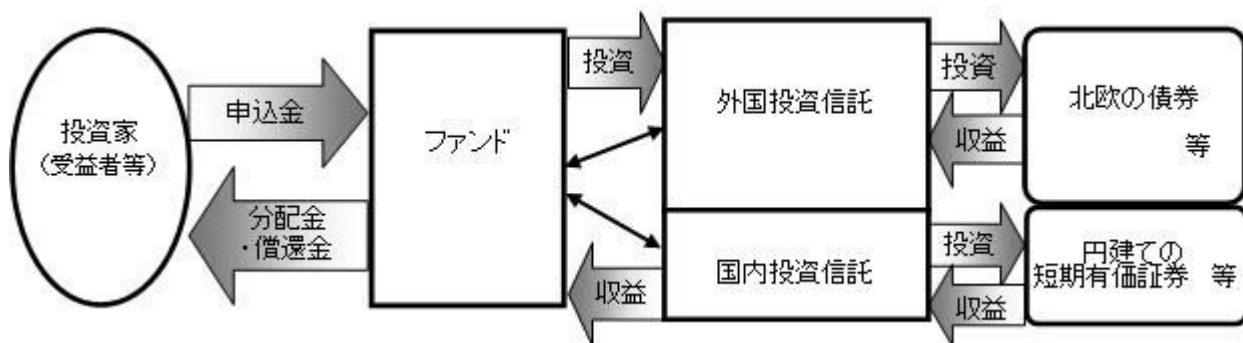 投資家
（受益者等）
申込金
分配金
・償還金
ファンド
投資
収益
外国投資信託
国内投資信託
投資
収益
北欧の債券
等
投資
収益
円建ての
短期有価証券　等